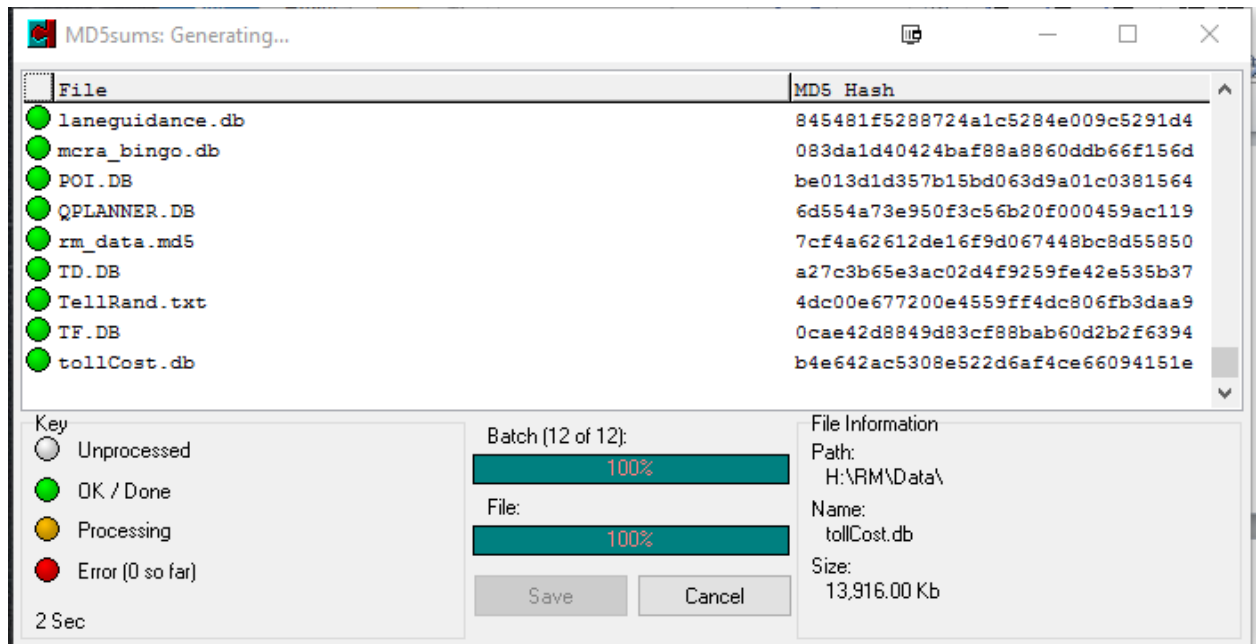 MD5sums: Generating...
File MD5 Hash
laneguidance.db 845481f5288724a1c5284e009c5291d4
mcra_bingo.db 083da1d40424baf88a8860ddb66f156d
POI.DB be013d1d357b15bd063d9a01c0381564
QPLANNER.DB 6d554a73e950f3c56b20f000459ac119
rm_data.md5 7cf4a62612de16f9d067448bc8d55850
TD.DB a27c3b65e3ac02d4f9259fe42e535b37
TellRand.txt 4dc00e677200e4559ff4dc806fb3daa9
TF.DB 0cae42d8849d83cf88bab60d2b2f6394
tollCost.db b4e642ac5308e522d6af4ce66094151e
Key
Unprocessed
OK / Done
Processing
Error (0 so far)
2 Sec
Batch (12 of 12):
100%
File:
100%
Save Cancel
File Information
Path:
H:\RM\Data\
Name:
tollCost.db
Size:
13,916.00 Kb